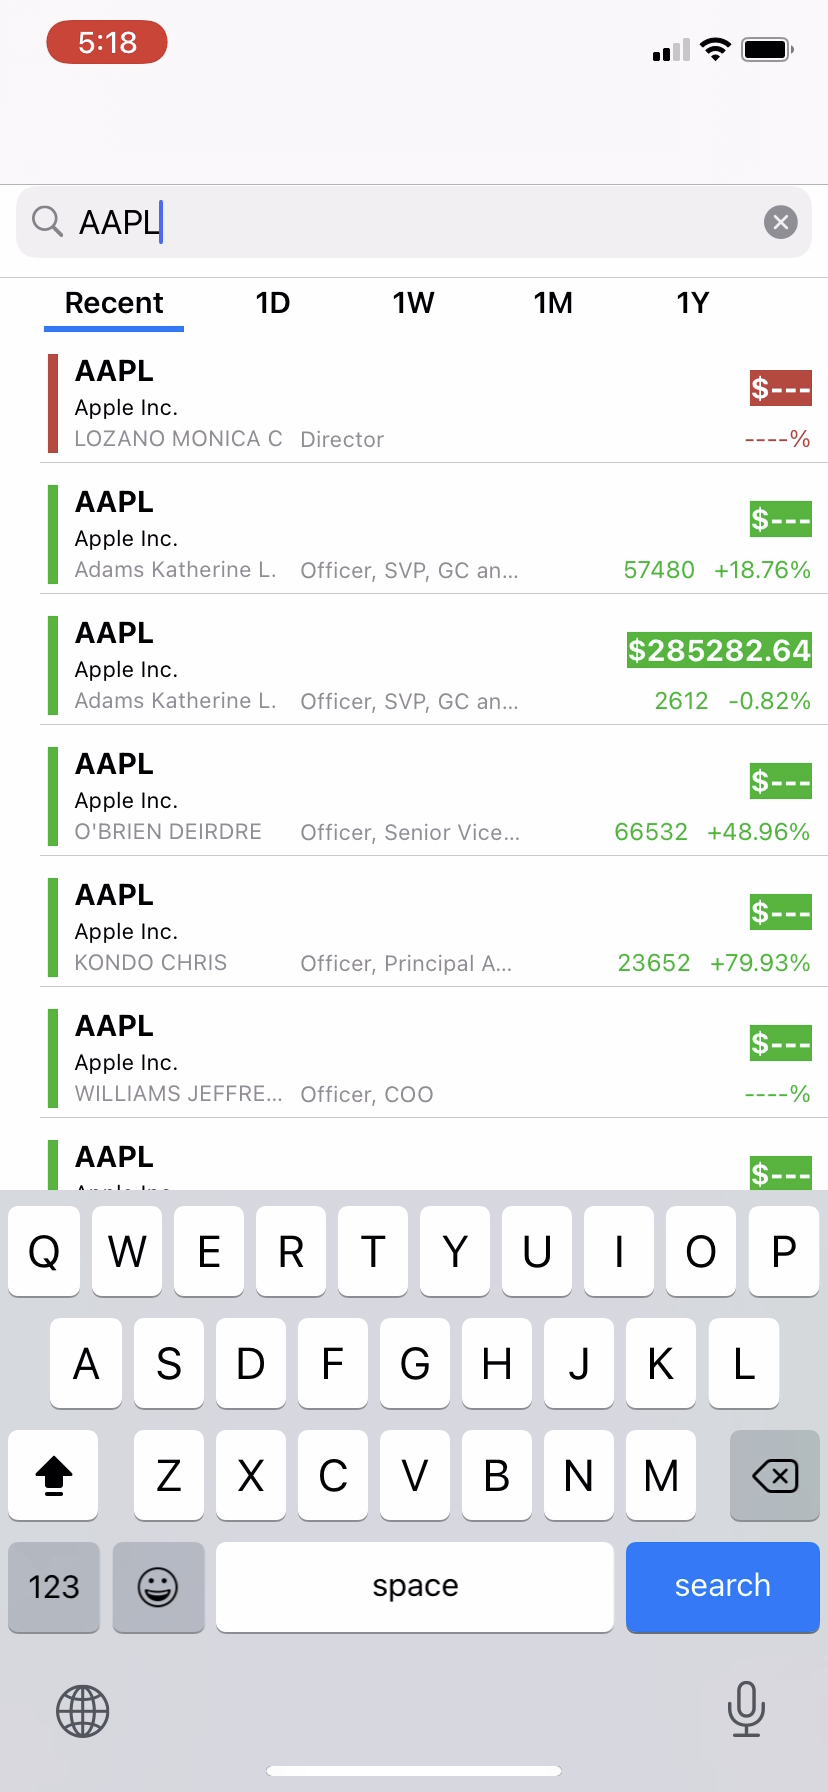 5:18
AAPL
Recent 1D 1W 1M 1Y
AAPL
$---
Apple Inc.
LOZANO MONICA C Director ----%
AAPL
$---
Apple Inc.
Adams Katherine L. Officer, SVP, GC an... 57480 +18.76%
AAPL
$285282.64
Apple Inc.
Adams Katherine L. Officer, SVP, GC an... 2612 -0.82%
AAPL
$---
Apple Inc.
O'BRIEN DEIRDRE Officer, Senior Vice... 66532 +48.96%
AAPL
$---
Apple Inc.
KONDO CHRIS Officer, Principal A... 23652 +79.93%
AAPL
$---
Apple Inc.
WILLIAMS JEFFRE... Officer, COO ----%
AAPL
$---
Apple Inc.
Q W E R T Y U I O P
A S D F G H J K L
Z X C V B N M
123 space search